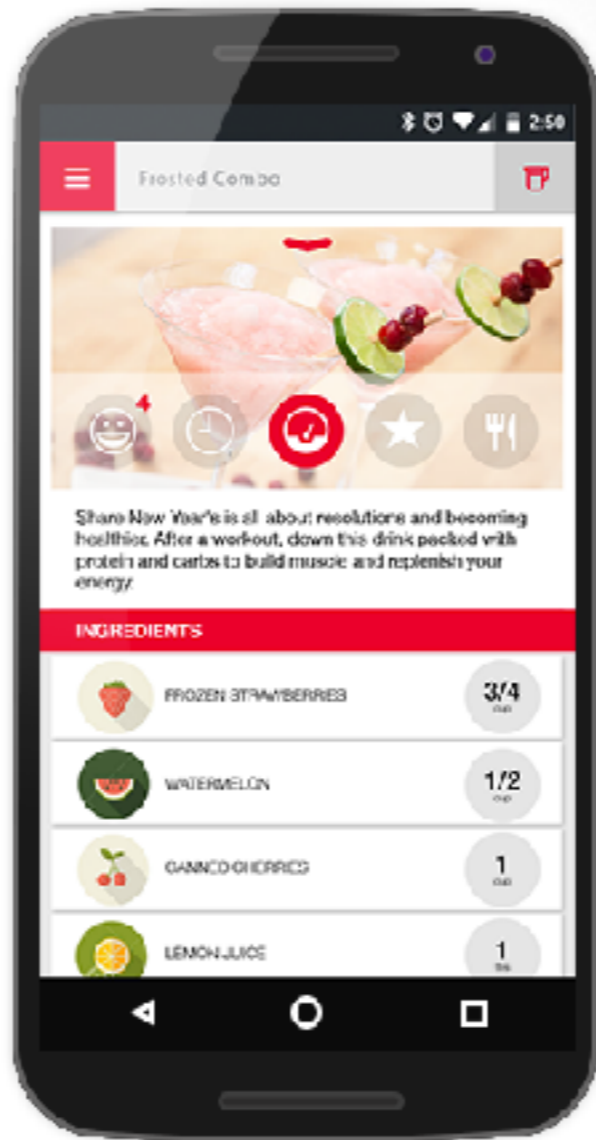 2:50
Frosted Combo
4
Share New Year's is all about resolutions and becoming
healthier. After a workout, down this drink packed with
protein and carbs to build muscle and replenish your
energy.
INGREDIENTS
FROZEN STRAWBERRIES
3/4
cup
WATERMELON
1/2
cup
CANNED CHERRIES
1
cup
LEMON JUICE
1